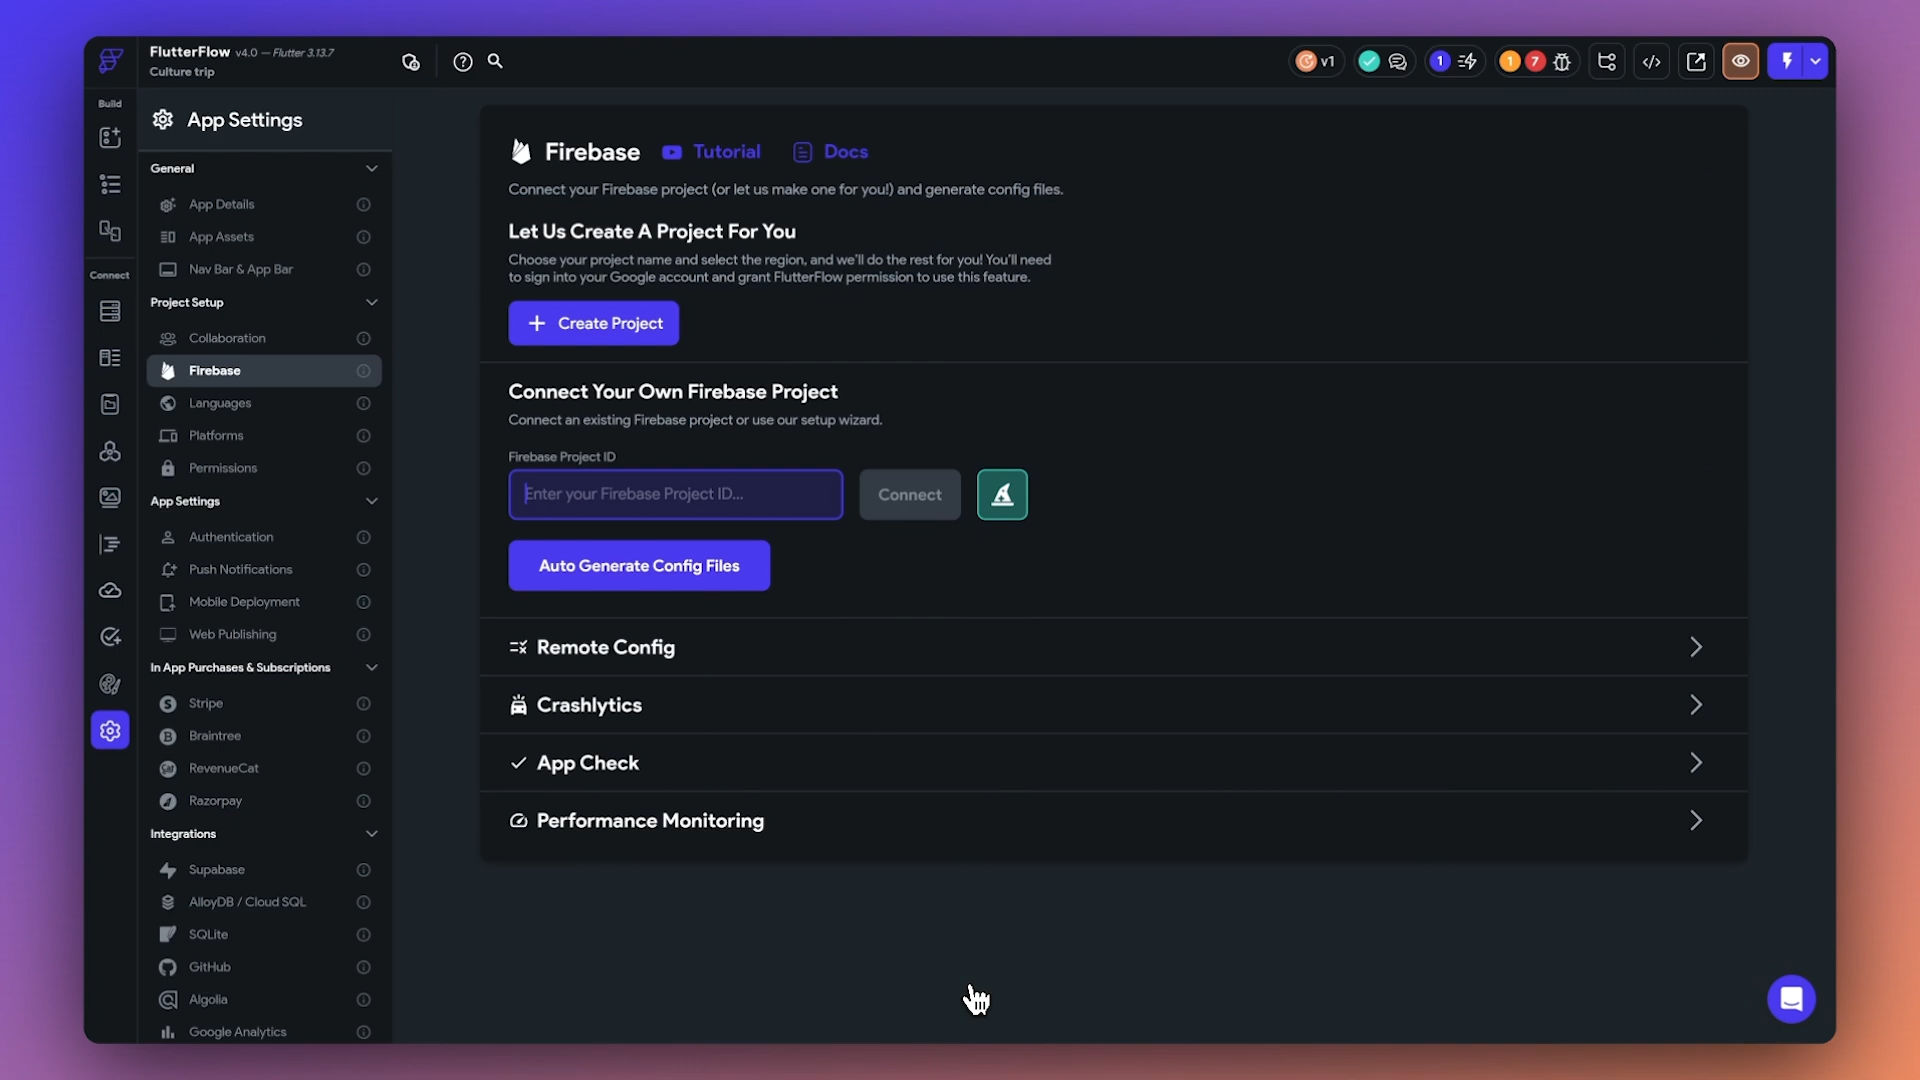 FlutterFlow v4.0 — Flutter 3.13.7
Culture trip
v1
1
1
7
Build
Connect
App Settings
General
App Details
App Assets
Nav Bar & App Bar
Project Setup
Collaboration
Firebase
Languages
Platforms
Permissions
App Settings
Authentication
Push Notifications
Mobile Deployment
Web Publishing
In App Purchases & Subscriptions
Stripe
Braintree
RevenueCat
Razorpay
Integrations
Supabase
AlloyDB / Cloud SQL
SQLite
GitHub
Algolia
Google Analytics
Firebase Tutorial Docs
Connect your Firebase project (or let us make one for you!) and generate config files.
Let Us Create A Project For You
Choose your project name and select the region, and we'll do the rest for you! You'll need
to sign into your Google account and grant FlutterFlow permission to use this feature.
Create Project
Connect Your Own Firebase Project
Connect an existing Firebase project or use our setup wizard.
Firebase Project ID
Enter your Firebase Project ID...
Connect
Auto Generate Config Files
Remote Config
Crashlytics
App Check
Performance Monitoring